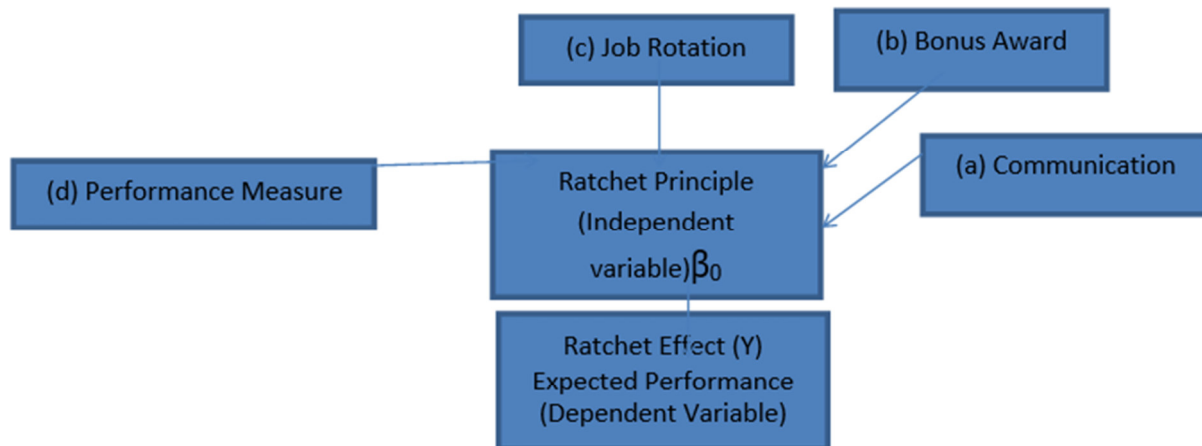 (c) Job Rotation
(b) Bonus Award
(a) Communication
(d) Performance Measure
Ratchet Principle
(Independent
variable)β₀
Ratchet Effect (Y)
Expected Performance
(Dependent Variable)